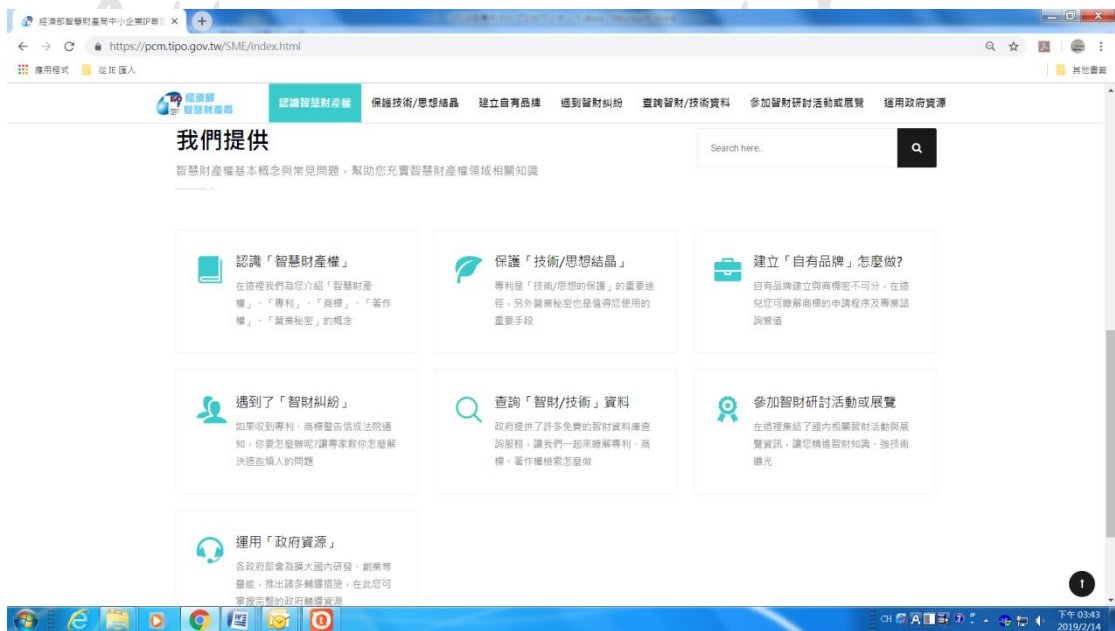 經濟部智慧財產局中小企業IP專
https://pcm.tipo.gov.tw/SME/index.html
應用程式
從 IE 匯入
其他書籤
經濟部
智慧財產局
認識智慧財產權
保護技術/思想結晶
建立自有品牌
遇到智財糾紛
查詢智財/技術資料
參加智財研討活動或展覽
運用政府資源
我們提供
智慧財產權基本概念與常見問題，幫助您充實智慧財產權領域相關知識
Search here..
認識「智慧財產權」
在這裡我們為您介紹「智慧財產
權」、「專利」、「商標」、「著作
權」、「營業秘密」的概念
保護「技術/思想結晶」
專利是「技術/思想的保護」的重要途
徑，另外營業秘密也是值得您使用的
重要手段
建立「自有品牌」怎麼做?
自有品牌建立與商標密不可分，在這
兒您可瞭解商標的申請程序及專業諮
詢管道
遇到了「智財糾紛」
如果收到專利、商標警告信或法院通
知，你要怎麼辦呢?讓專家教你怎麼解
決這些煩人的問題
查詢「智財/技術」資料
政府提供了許多免費的智財資料庫查
詢服務，讓我們一起來瞭解專利、商
標、著作權檢索怎麼做
參加智財研討活動或展覽
在這裡集結了國內相關智財活動與展
覽資訊，讓您精進智財知識、強技術
曝光
運用「政府資源」
各政府部會為擴大國內研發、創業等
量能，推出諸多輔導措施，在此您可
掌握完整的政府輔導資源
CH
下午 03:43
2019/2/14